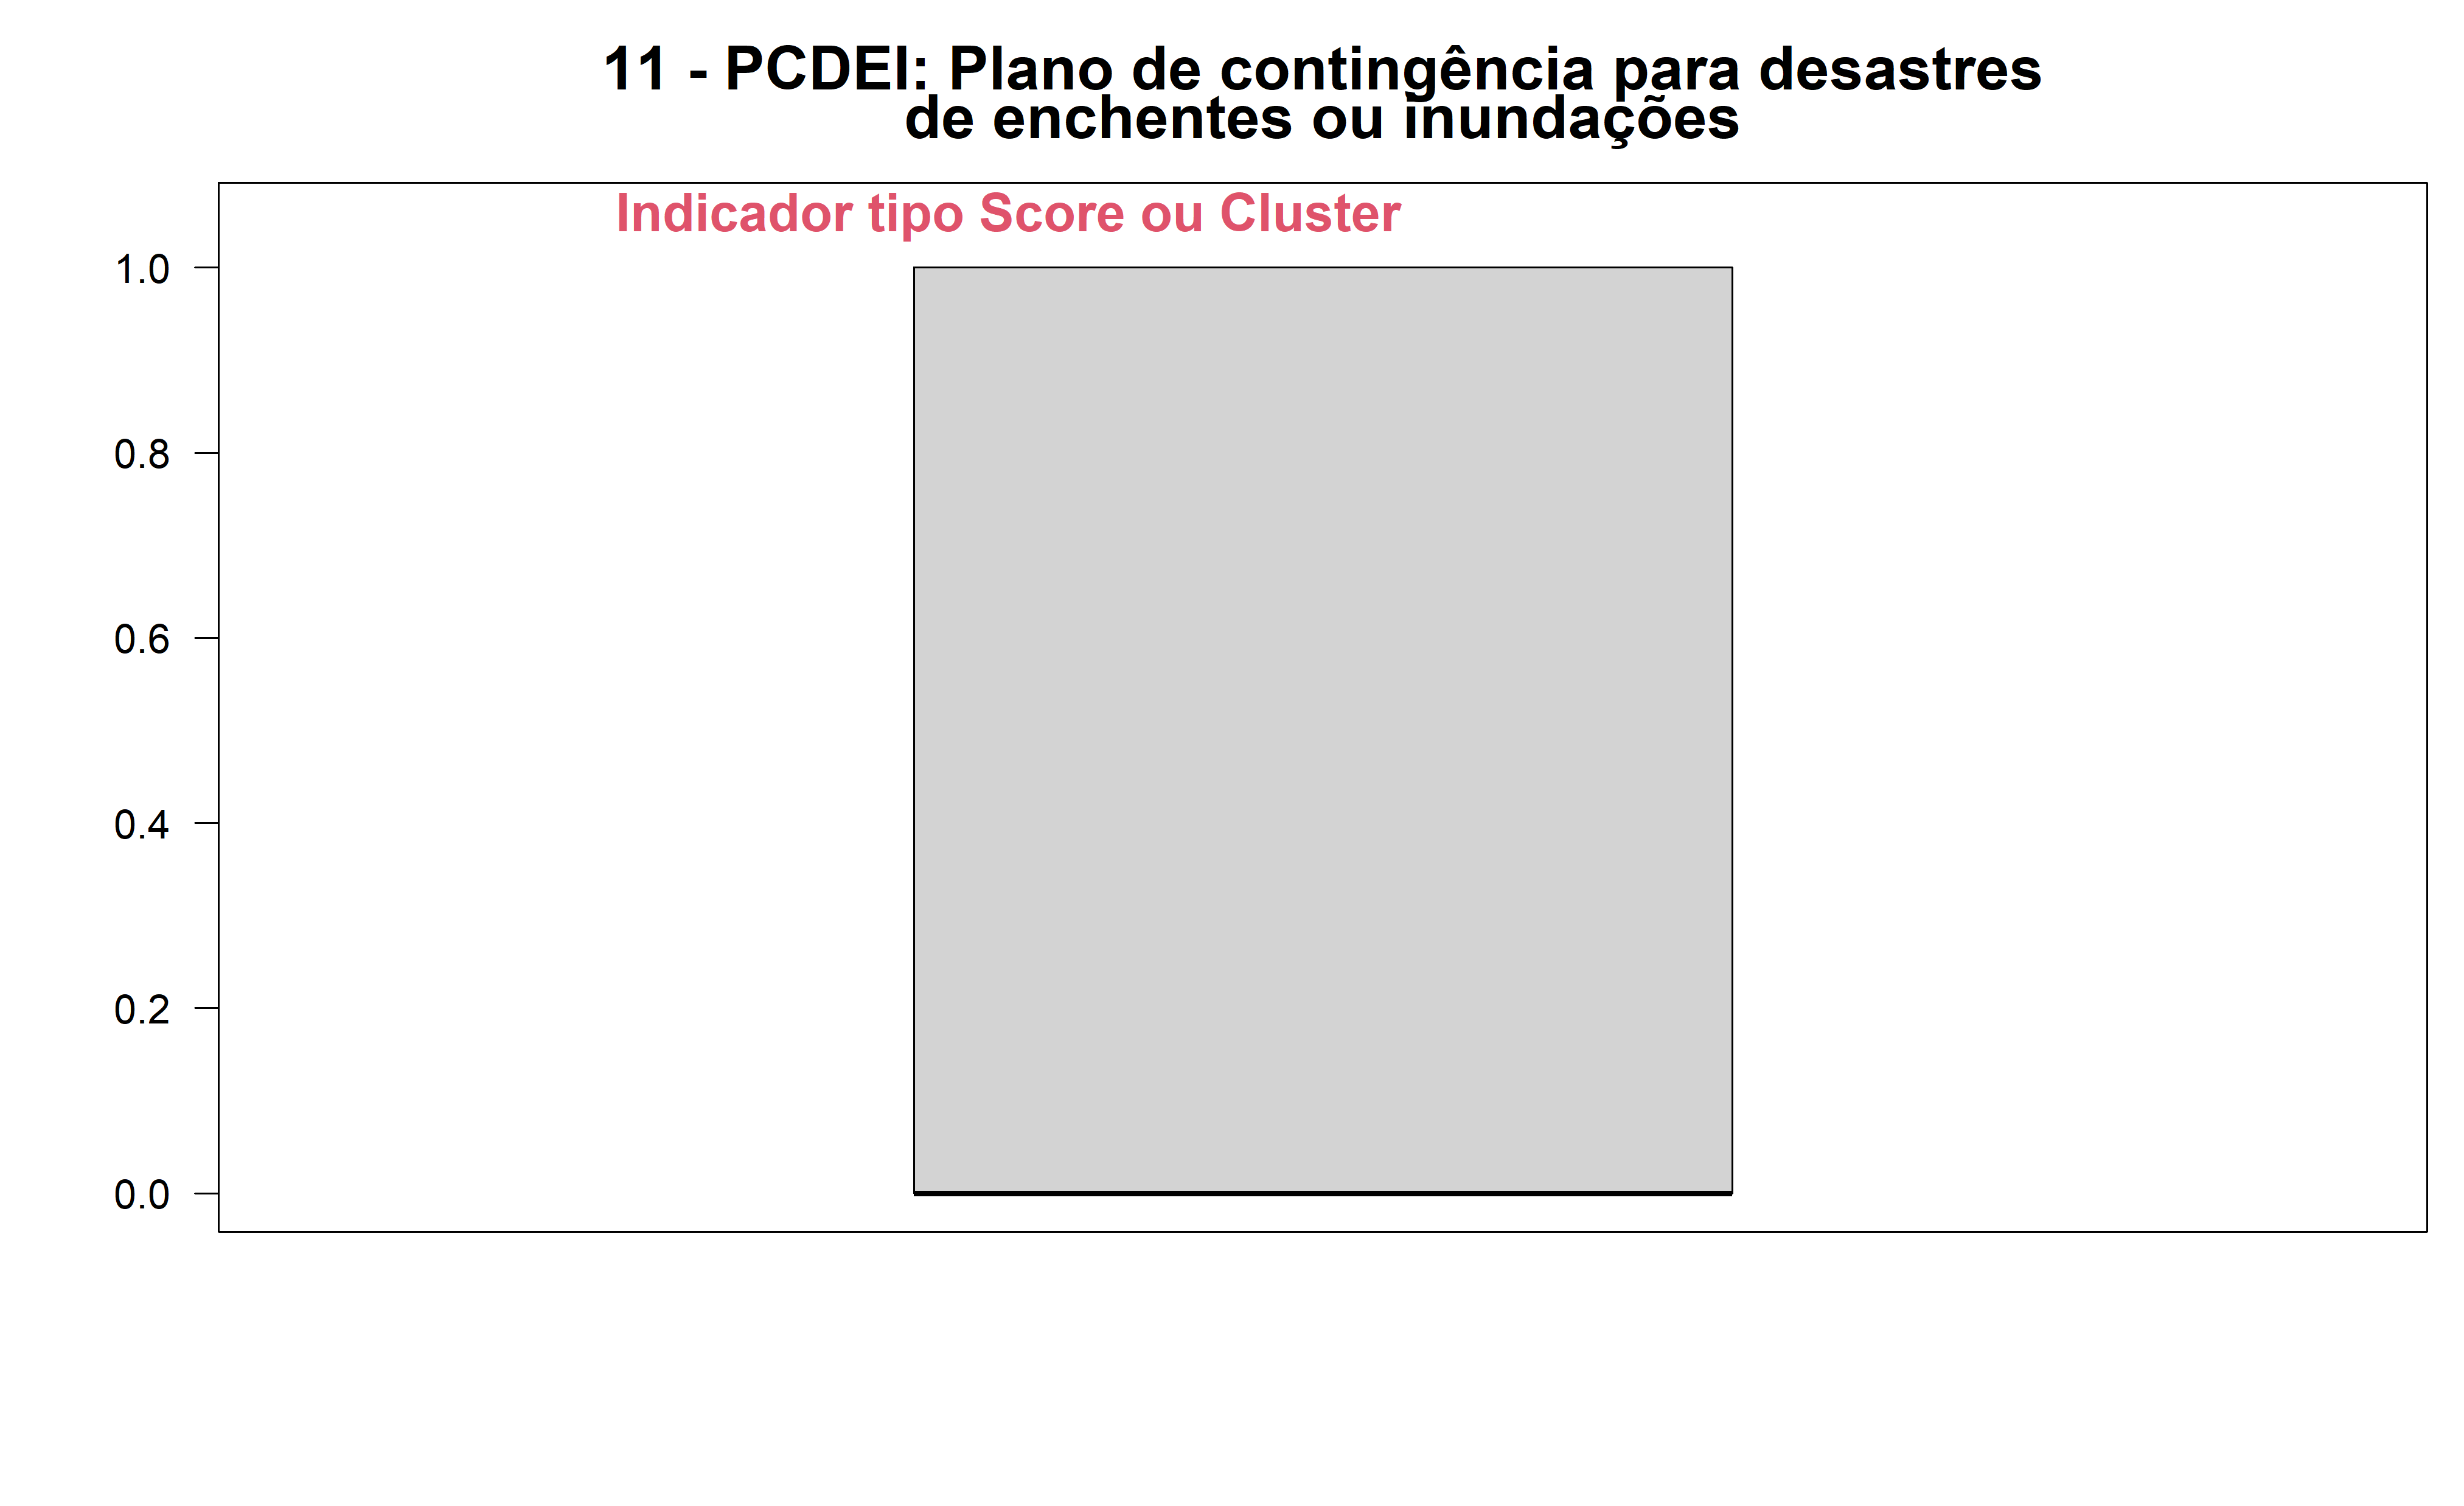 11 - PCDEI: Plano de contingência para desastres
de enchentes ou inundações
Indicador tipo Score ou Cluster
1.0
0.8
0.6
0.4
0.2
0.0